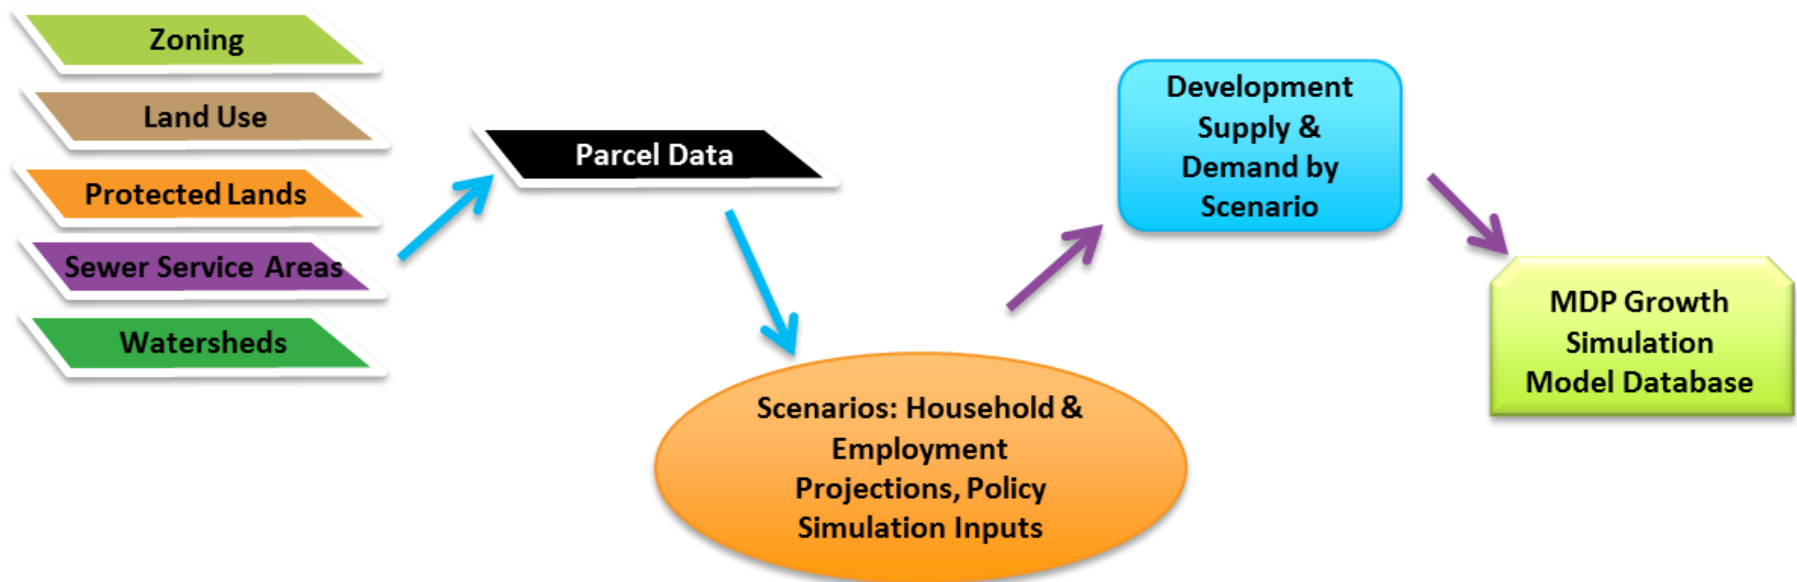 Zoning
Land Use
Protected Lands
Sewer Service Areas
Watersheds
Parcel Data
Scenarios: Household &
Employment
Projections, Policy
Simulation Inputs
Development
Supply &
Demand by
Scenario
MDP Growth
Simulation
Model Database